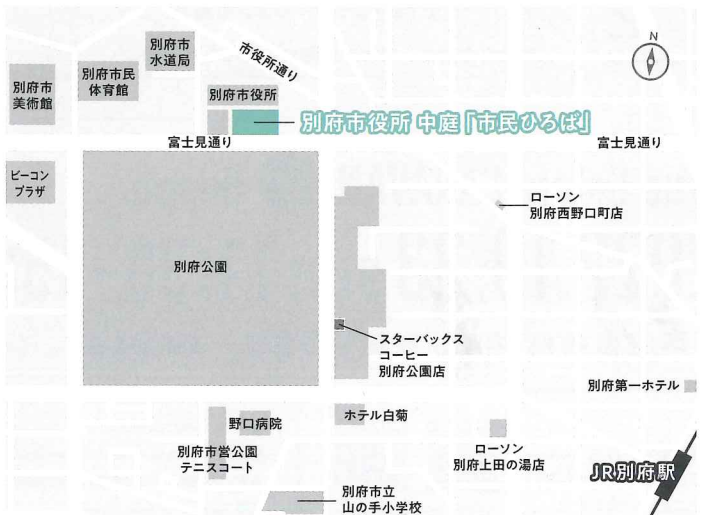 N
別府市
水道局
市役所通り
別府市民
体育館
別府市
美術館
別府市役所
別府市役所 中庭「市民ひろば」
富士見通り
富士見通り
ビーコン
プラザ
ローソン
別府西野口町店
別府公園
スターバックス
コーヒー
別府公園店
別府第一ホテル
野口病院
ホテル白菊
別府市営公園
テニスコート
ローソン
別府上田の湯店
JR別府駅
別府市立
山の手小学校